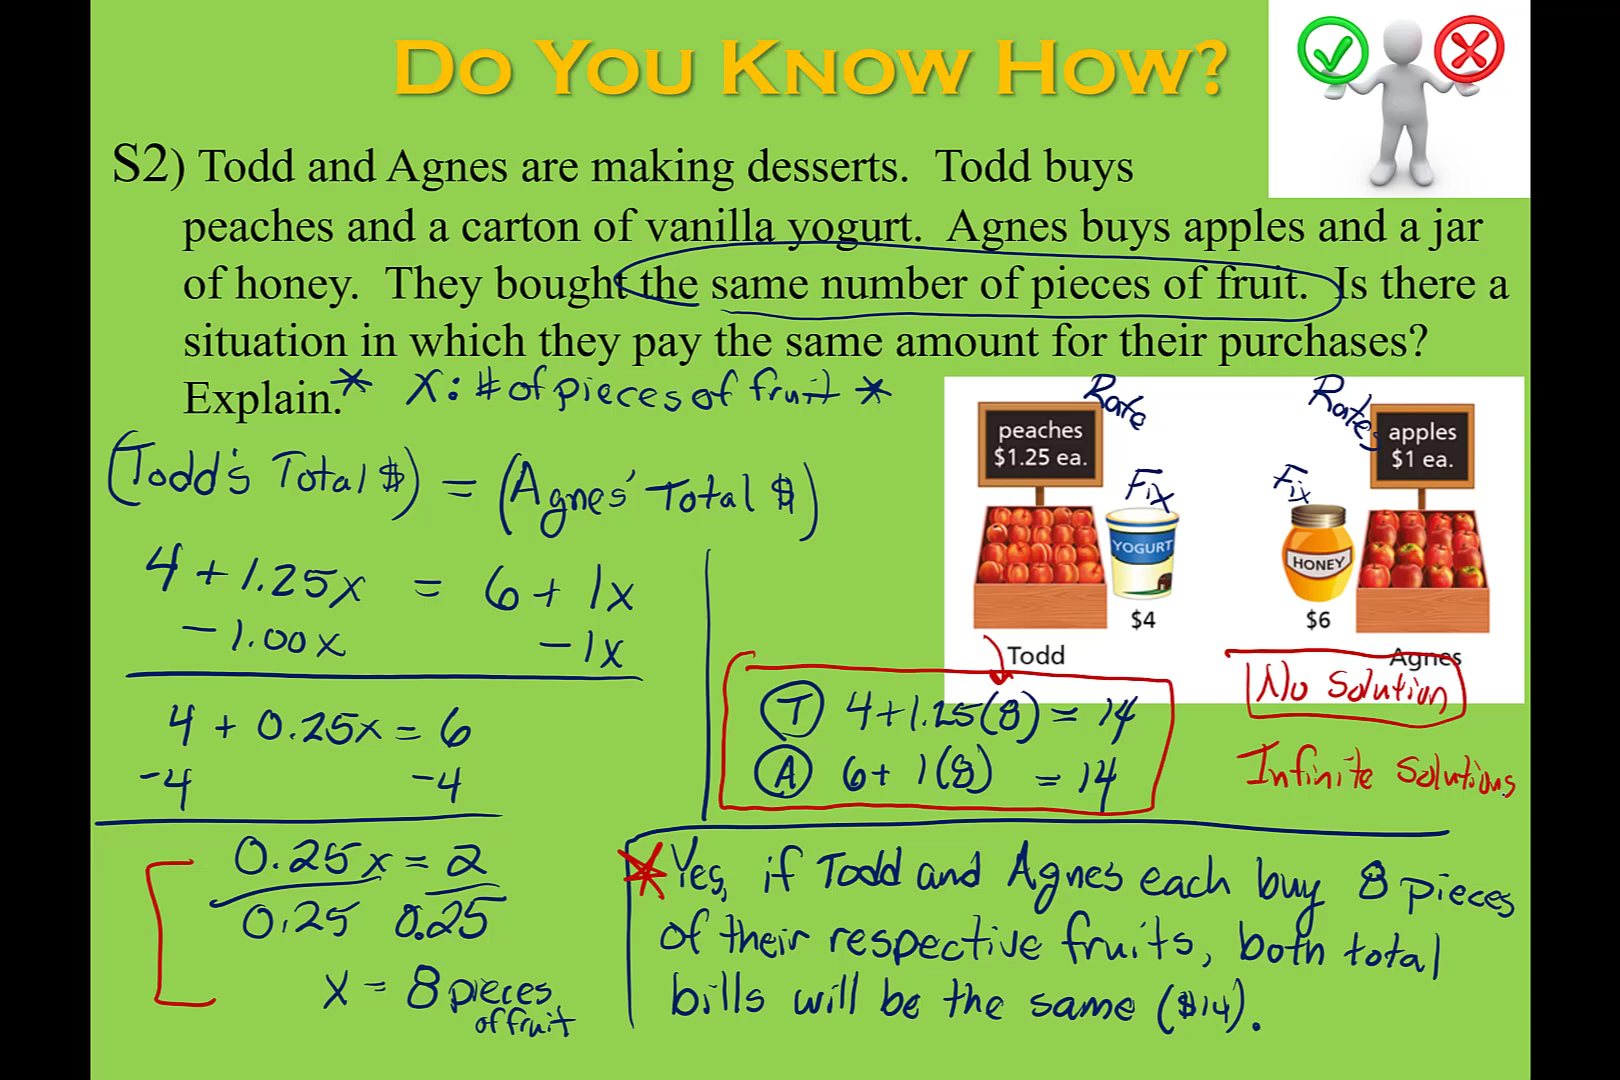 Do You Know How?
S2) Todd and Agnes are making desserts. Todd buys
peaches and a carton of vanilla yogurt. Agnes buys apples and a jar
of honey. They bought the same number of pieces of fruit. Is there a
situation in which they pay the same amount for their purchases?
Explain.* X: # of pieces of fruit *
Rate
Rates
peaches
$1.25 ea.
apples
$1 ea.
Fix
Fix
YOGURT
HONEY
$4
$6
Todd
Agnes
(Todd's Total $) = (Agnes' Total $)
4 + 1.25x = 6 + 1x
- 1.00x - 1x
4 + 0.25x = 6
-4 -4
0.25x = 2
0.25 0.25
x = 8 pieces
of fruit
T 4+1.25(8) = 14
A 6+ 1(8) = 14
No Solution
Infinite Solutions
* Yes, if Todd and Agnes each buy 8 pieces
of their respective fruits, both total
bills will be the same ($14).